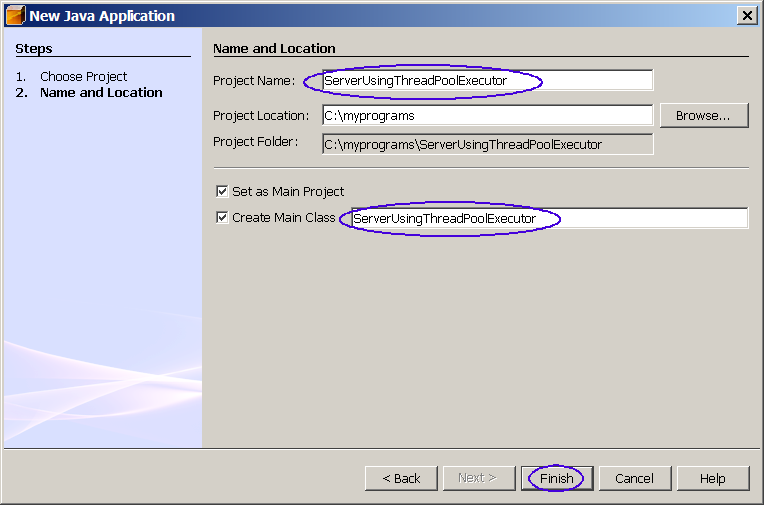 New Java Application
Steps
1. Choose Project
2. Name and Location
Name and Location
Project Name: ServerUsingThreadPoolExecutor
Project Location: C:\myprograms Browse...
Project Folder: C:\myprograms\ServerUsingThreadPoolExecutor
Set as Main Project
Create Main Class ServerUsingThreadPoolExecutor
< Back Next > Finish Cancel Help